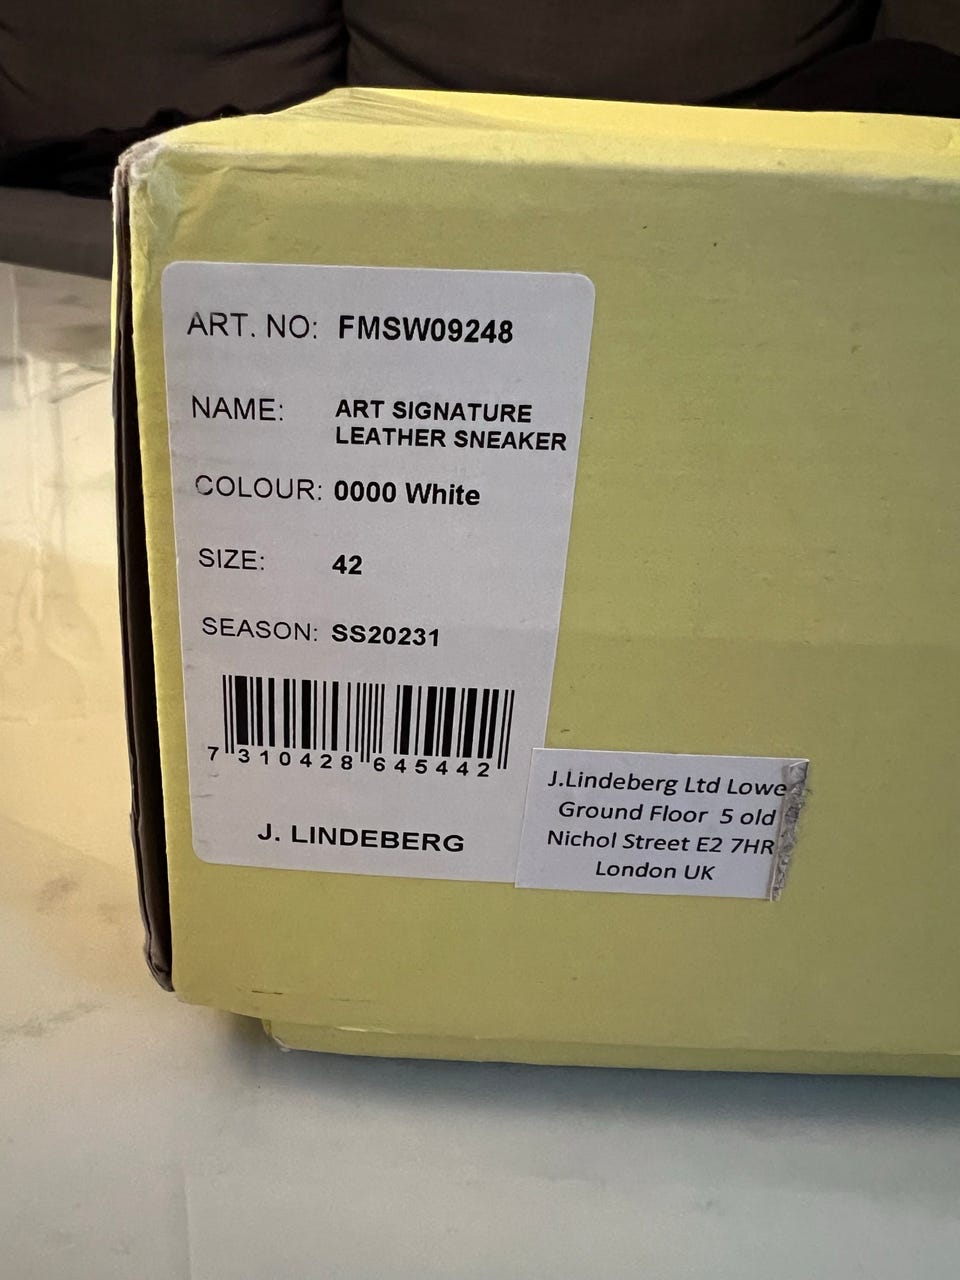 ART. NO: FMSW09248
NAME: ART SIGNATURE
LEATHER SNEAKER
COLOUR: 0000 White
SIZE: 42
SEASON: SS20231
7 310428 645442
J. LINDEBERG
J.Lindeberg Ltd Lowe
Ground Floor 5 old
Nichol Street E2 7HR
London UK